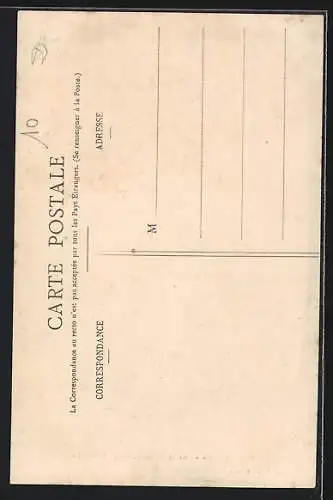 10
CARTE POSTALE
La Correspondance au recto n'est pas acceptée par tous les Pays Etrangers. (Se renseigner à la Poste.)
CORRESPONDANCE
ADRESSE
M